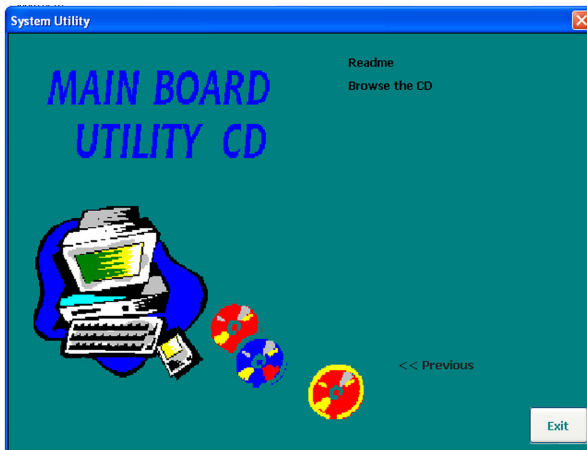 System Utility
MAIN BOARD
UTILITY CD
Readme
Browse the CD
<< Previous
Exit